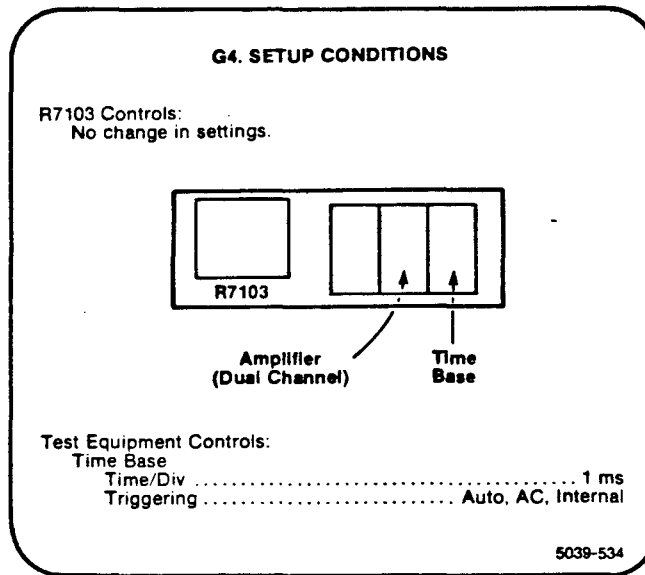 G4. SETUP CONDITIONS
R7103 Controls:
No change in settings.
R7103
Amplifier
(Dual Channel)
Time
Base
Test Equipment Controls:
Time Base
Time/Div ........................................ 1 ms
Triggering .......................... Auto, AC, Internal
5039-534